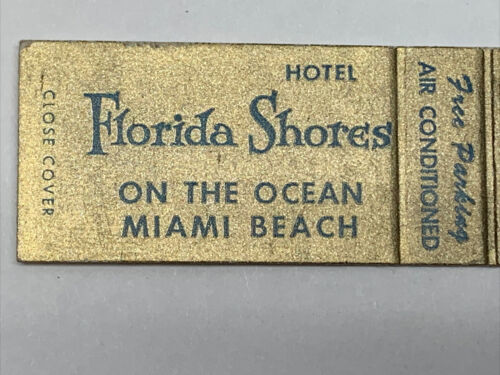 CLOSE COVER
HOTEL
Florida Shores
ON THE OCEAN
MIAMI BEACH
Free Parking
AIR CONDITIONED